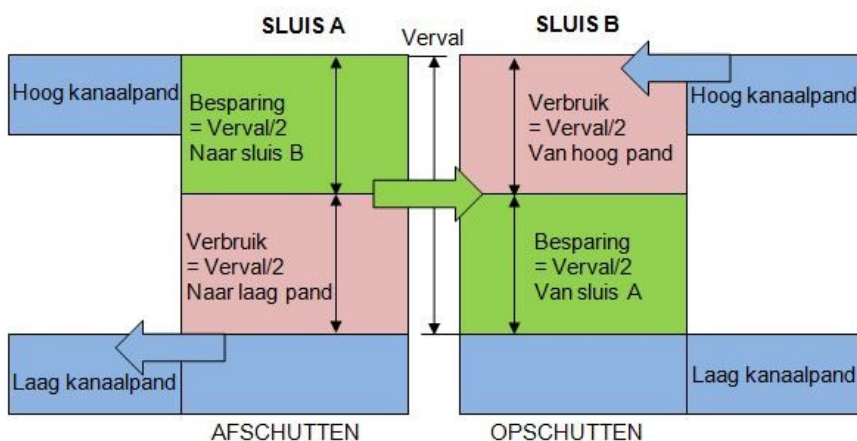 SLUIS A
Verval
SLUIS B
Hoog kanaalpand
Besparing
= Verval/2
Naar sluis B
Verbruik
= Verval/2
Van hoog pand
Hoog kanaalpand
Verbruik
= Verval/2
Naar laag pand
Besparing
= Verval/2
Van sluis A
Laag kanaalpand
Laag kanaalpand
AFSCHUTTEN
OPSCHUTTEN